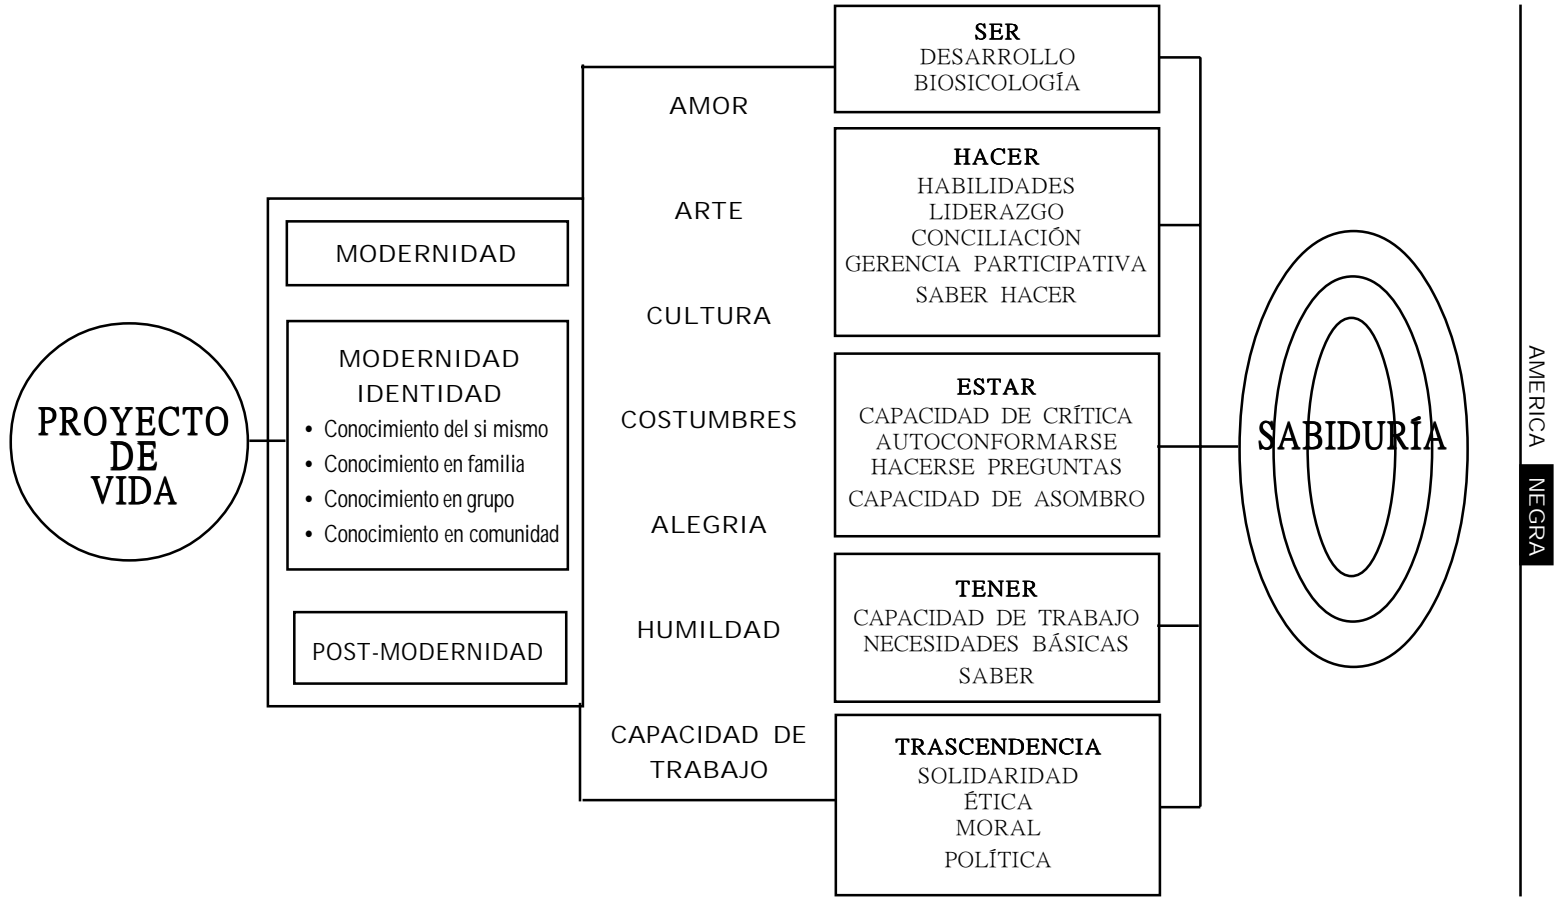 PROYECTO
DE
VIDA
MODERNIDAD
MODERNIDAD
IDENTIDAD
• Conocimiento del si mismo
• Conocimiento en familia
• Conocimiento en grupo
• Conocimiento en comunidad
POST-MODERNIDAD
AMOR
ARTE
CULTURA
COSTUMBRES
ALEGRIA
HUMILDAD
CAPACIDAD DE
TRABAJO
SER
DESARROLLO
BIOSICOLOGÍA
HACER
HABILIDADES
LIDERAZGO
CONCILIACIÓN
GERENCIA PARTICIPATIVA
SABER HACER
ESTAR
CAPACIDAD DE CRÍTICA
AUTOCONFORMARSE
HACERSE PREGUNTAS
CAPACIDAD DE ASOMBRO
TENER
CAPACIDAD DE TRABAJO
NECESIDADES BÁSICAS
SABER
TRASCENDENCIA
SOLIDARIDAD
ÉTICA
MORAL
POLÍTICA
SABIDURÍA
AMERICA NEGRA